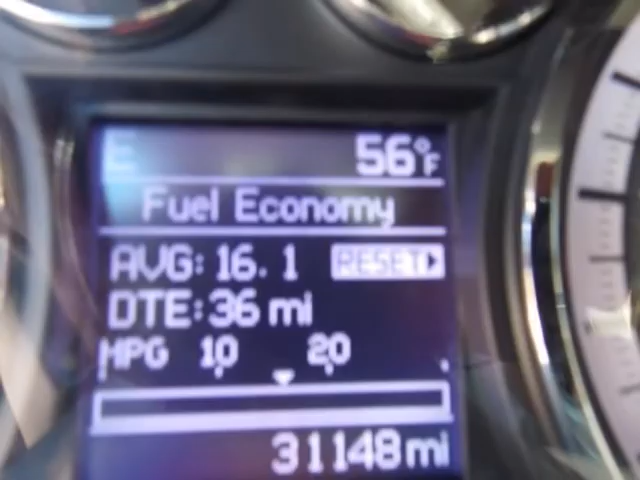 E 56°F
Fuel Economy
AVG: 16.1 RESET
DTE: 36 mi
MPG 10 20
31148 mi